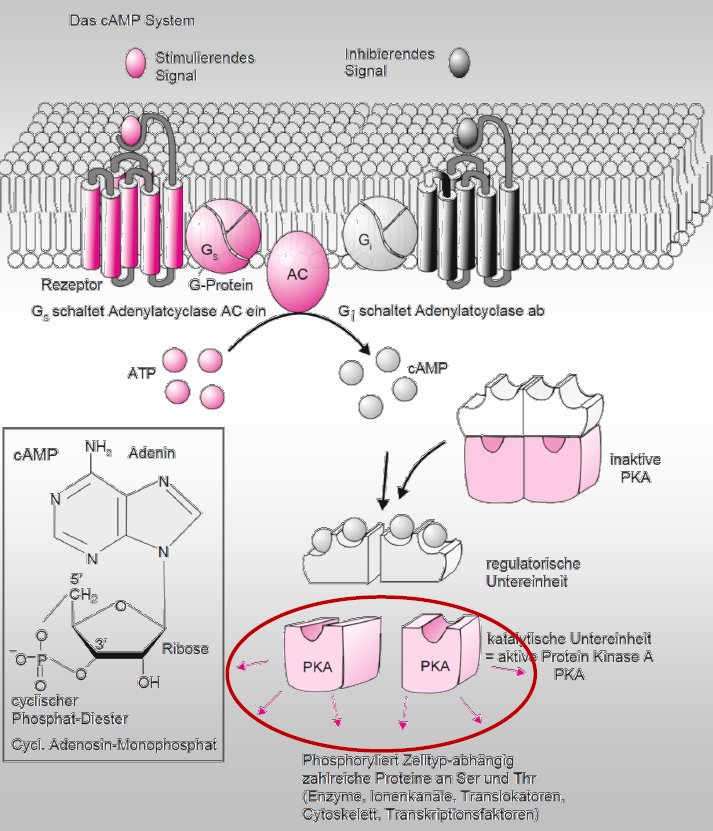 Das cAMP System
Stimulierendes
Signal
Inhibierendes
Signal
Gs
Gi
AC
Rezeptor
G-Protein
Gs schaltet Adenylatcyclase AC ein
Gi schaltet Adenylatcyclase ab
ATP
cAMP
inaktive
PKA
cAMP
NH2
Adenin
N
N
N
N
5'
CH2
O
O
3'
Ribose
-O
P
O
O
OH
cyclischer
Phosphat-Diester
Cycl. Adenosin-Monophosphat
regulatorische
Untereinheit
PKA
PKA
katalytische Untereinheit
= aktive Protein Kinase A
PKA
Phosphoryliert Zelltyp-abhängig
zahlreiche Proteine an Ser und Thr
(Enzyme, Ionenkanäle, Translokatoren,
Cytoskelett, Transkriptionsfaktoren)